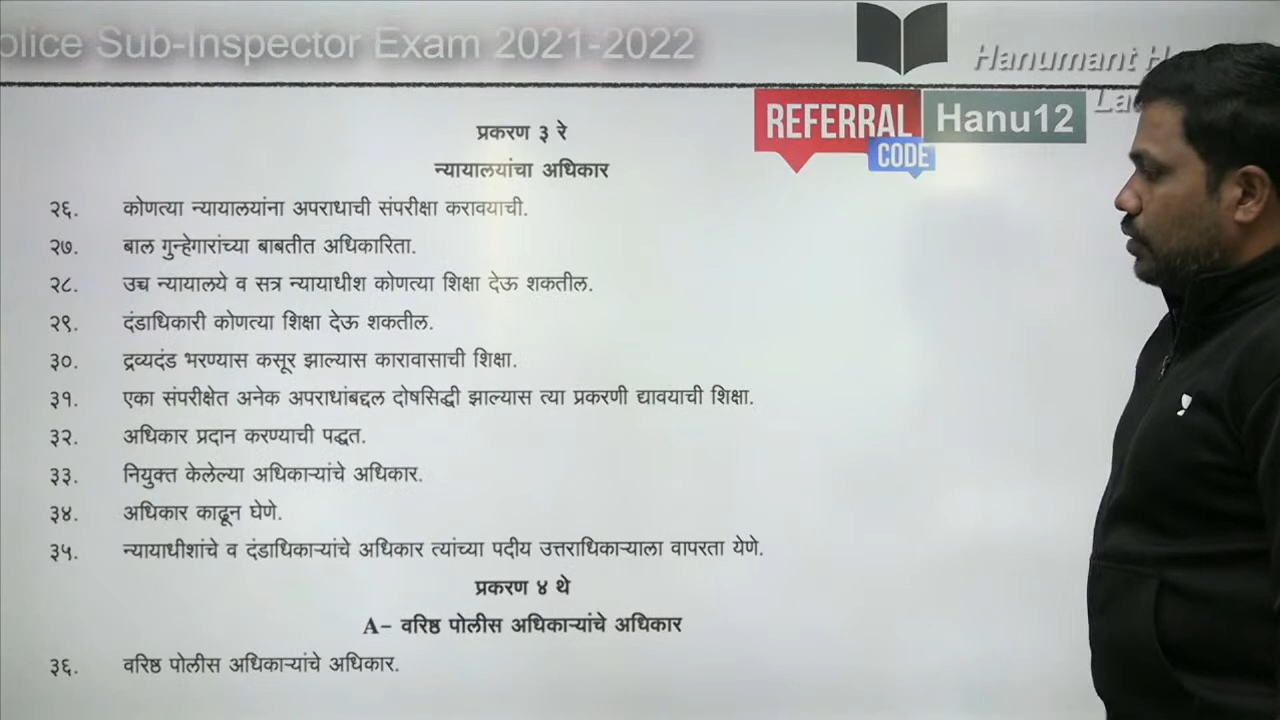 Sub-Inspector Exam 2021-2022
Hanumant
REFERRAL CODE Hanu12
प्रकरण ३ रे
न्यायालयांचा अधिकार
२६. कोणत्या न्यायालयांना अपराधाची संपरीक्षा करावयाची.
२७. बाल गुन्हेगारांच्या बाबतीत अधिकारिता.
२८. उच्च न्यायालये व सत्र न्यायाधीश कोणत्या शिक्षा देऊ शकतील.
२९. दंडाधिकारी कोणत्या शिक्षा देऊ शकतील.
३०. द्रव्यदंड भरण्यास कसूर झाल्यास कारावासाची शिक्षा.
३१. एका संपरीक्षेत अनेक अपराधांबद्दल दोषसिद्धी झाल्यास त्या प्रकरणी द्यावयाची शिक्षा.
३२. अधिकार प्रदान करण्याची पद्धत.
३३. नियुक्त केलेल्या अधिकाऱ्यांचे अधिकार.
३४. अधिकार काढून घेणे.
३५. न्यायाधीशांचे व दंडाधिकाऱ्यांचे अधिकार त्यांच्या पदीय उत्तराधिकाऱ्याला वापरता येणे.
प्रकरण ४ थे
A- वरिष्ठ पोलीस अधिकाऱ्यांचे अधिकार
३६. वरिष्ठ पोलीस अधिकाऱ्यांचे अधिकार.